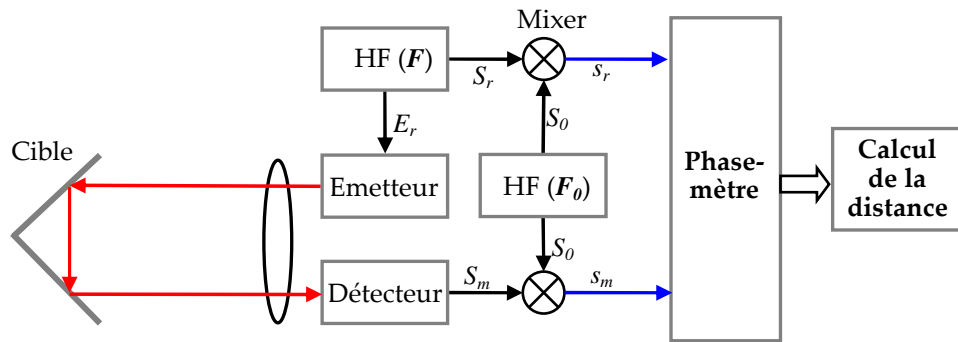 Mixer
HF (F)
S_r
s_r
E_r
S_0
Cible
Emetteur
HF (F_0)
Phase-
mètre
Calcul
de la
distance
S_0
Détecteur
S_m
s_m